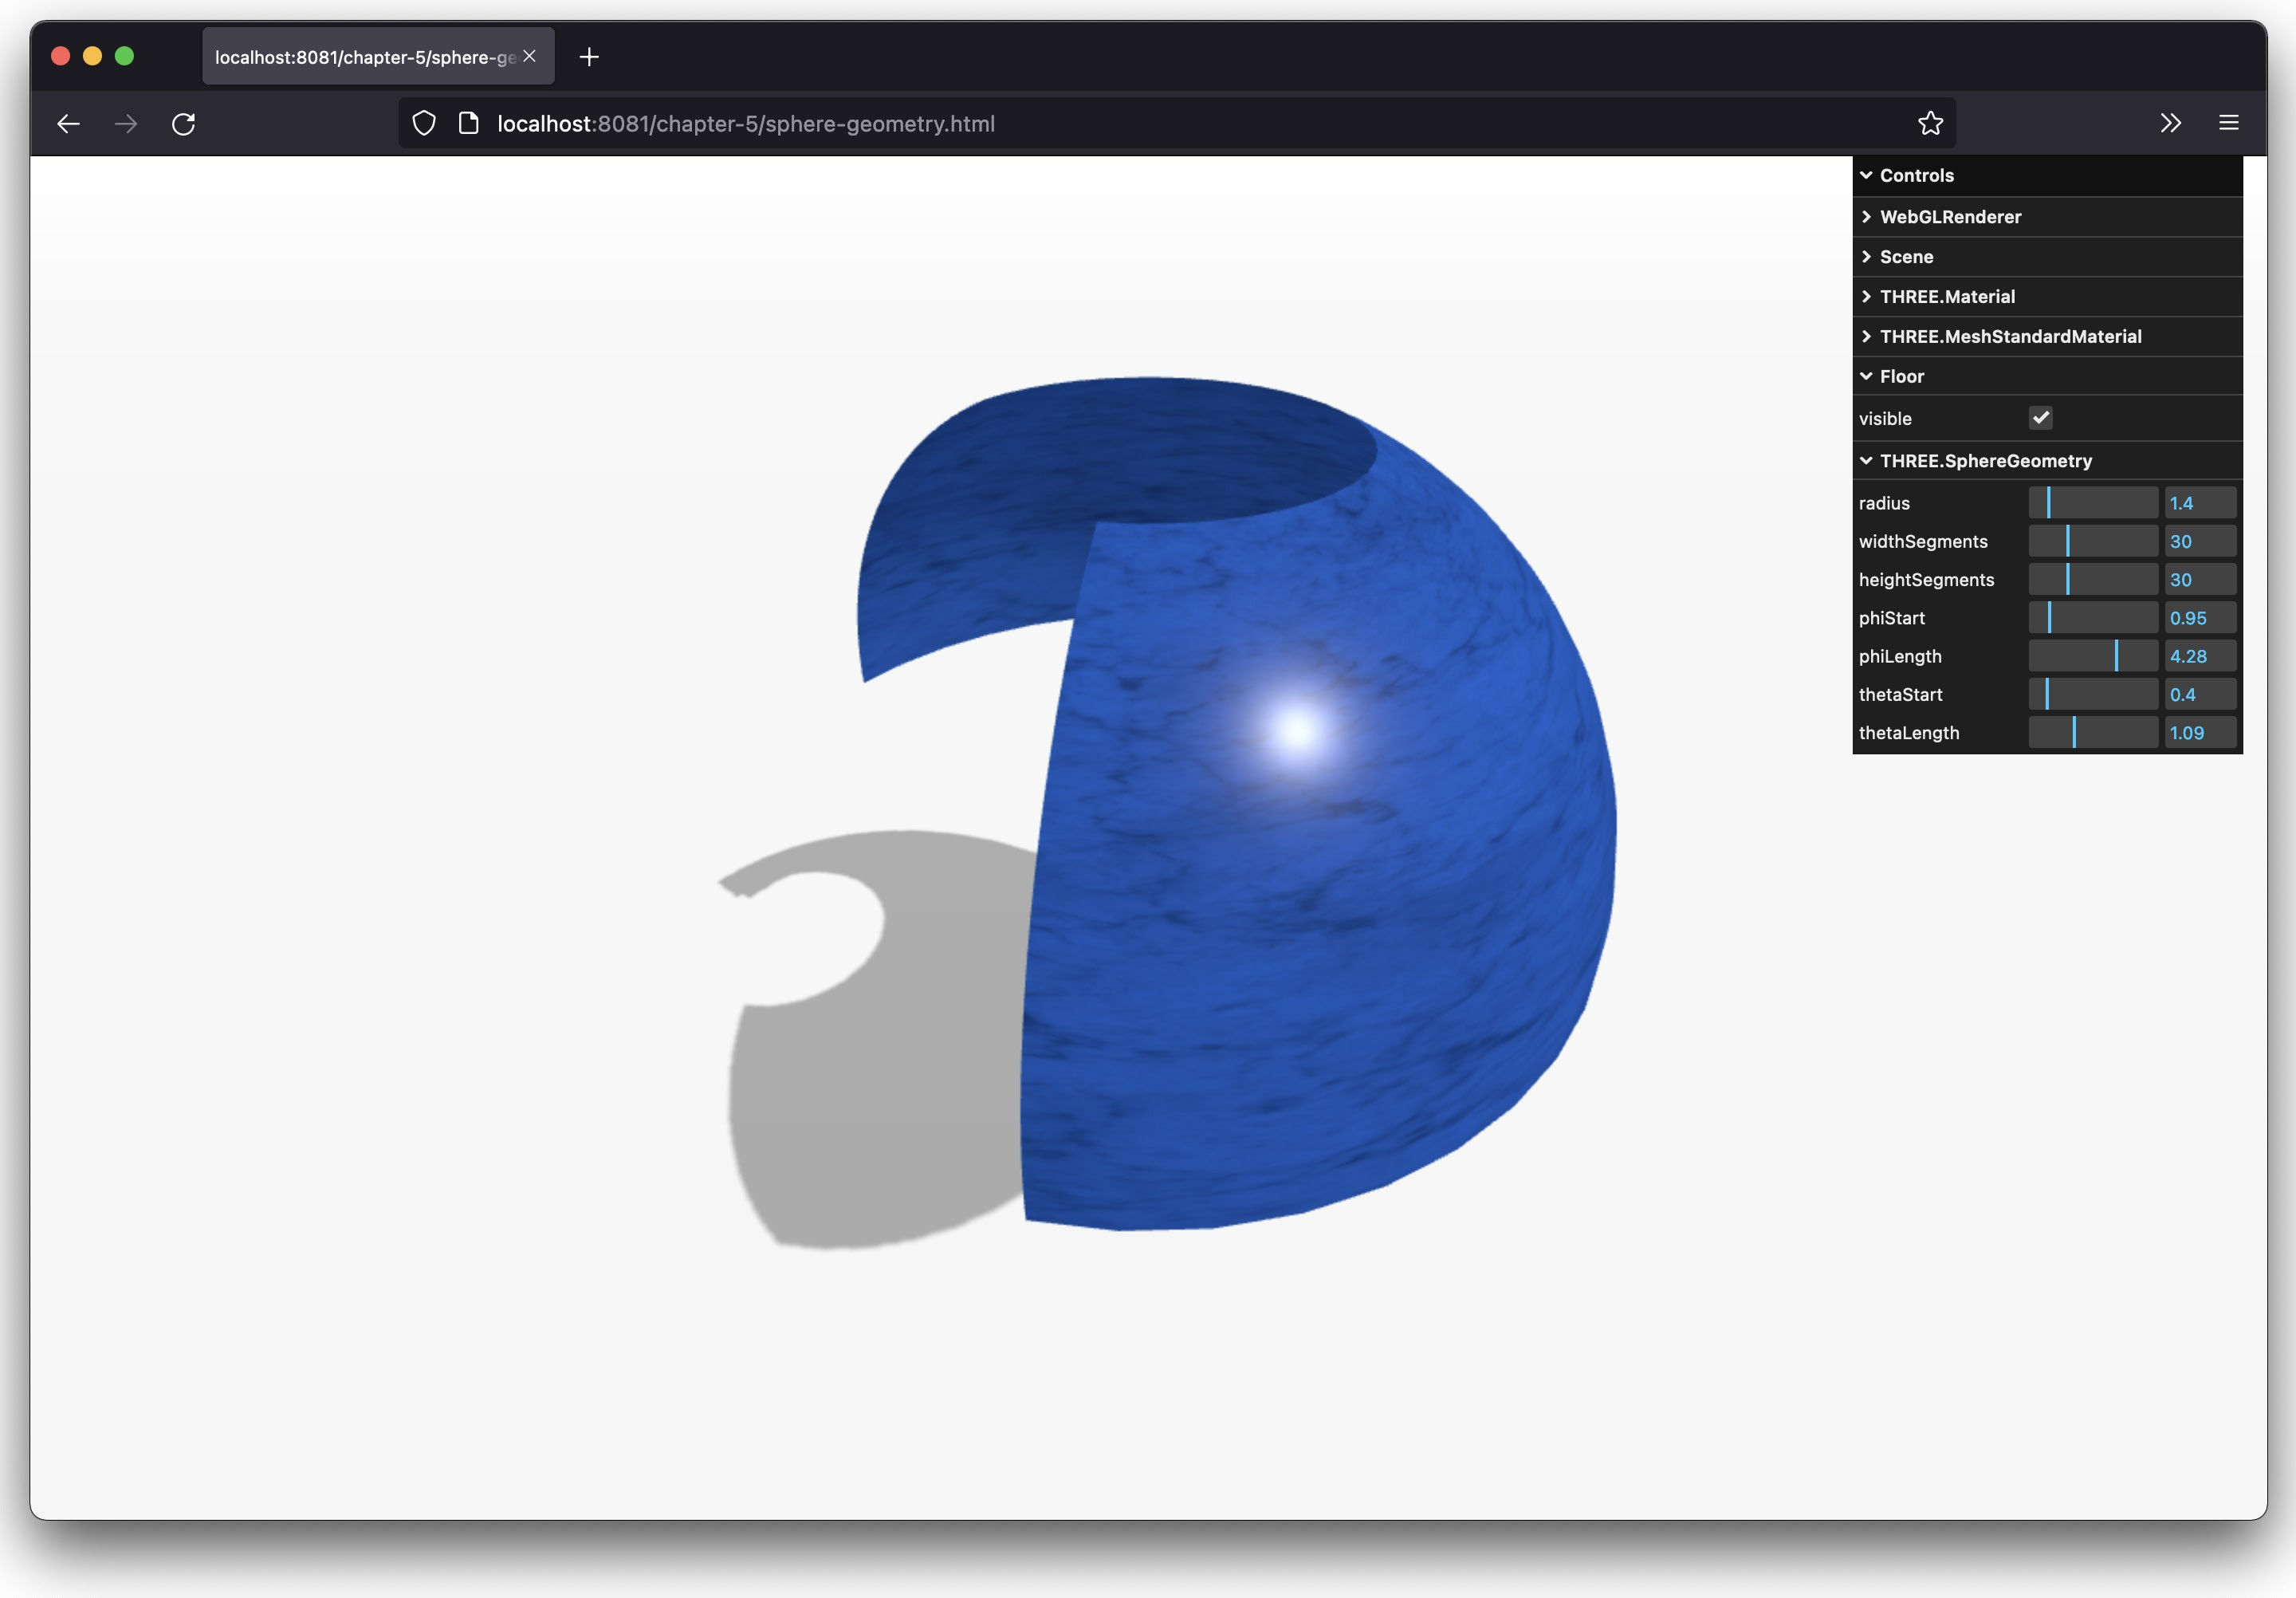 localhost:8081/chapter-5/sphere-ge
localhost:8081/chapter-5/sphere-geometry.html
Controls
WebGLRenderer
Scene
THREE.Material
THREE.MeshStandardMaterial
Floor
visible
THREE.SphereGeometry
radius 1.4
widthSegments 30
heightSegments 30
phiStart 0.95
phiLength 4.28
thetaStart 0.4
thetaLength 1.09